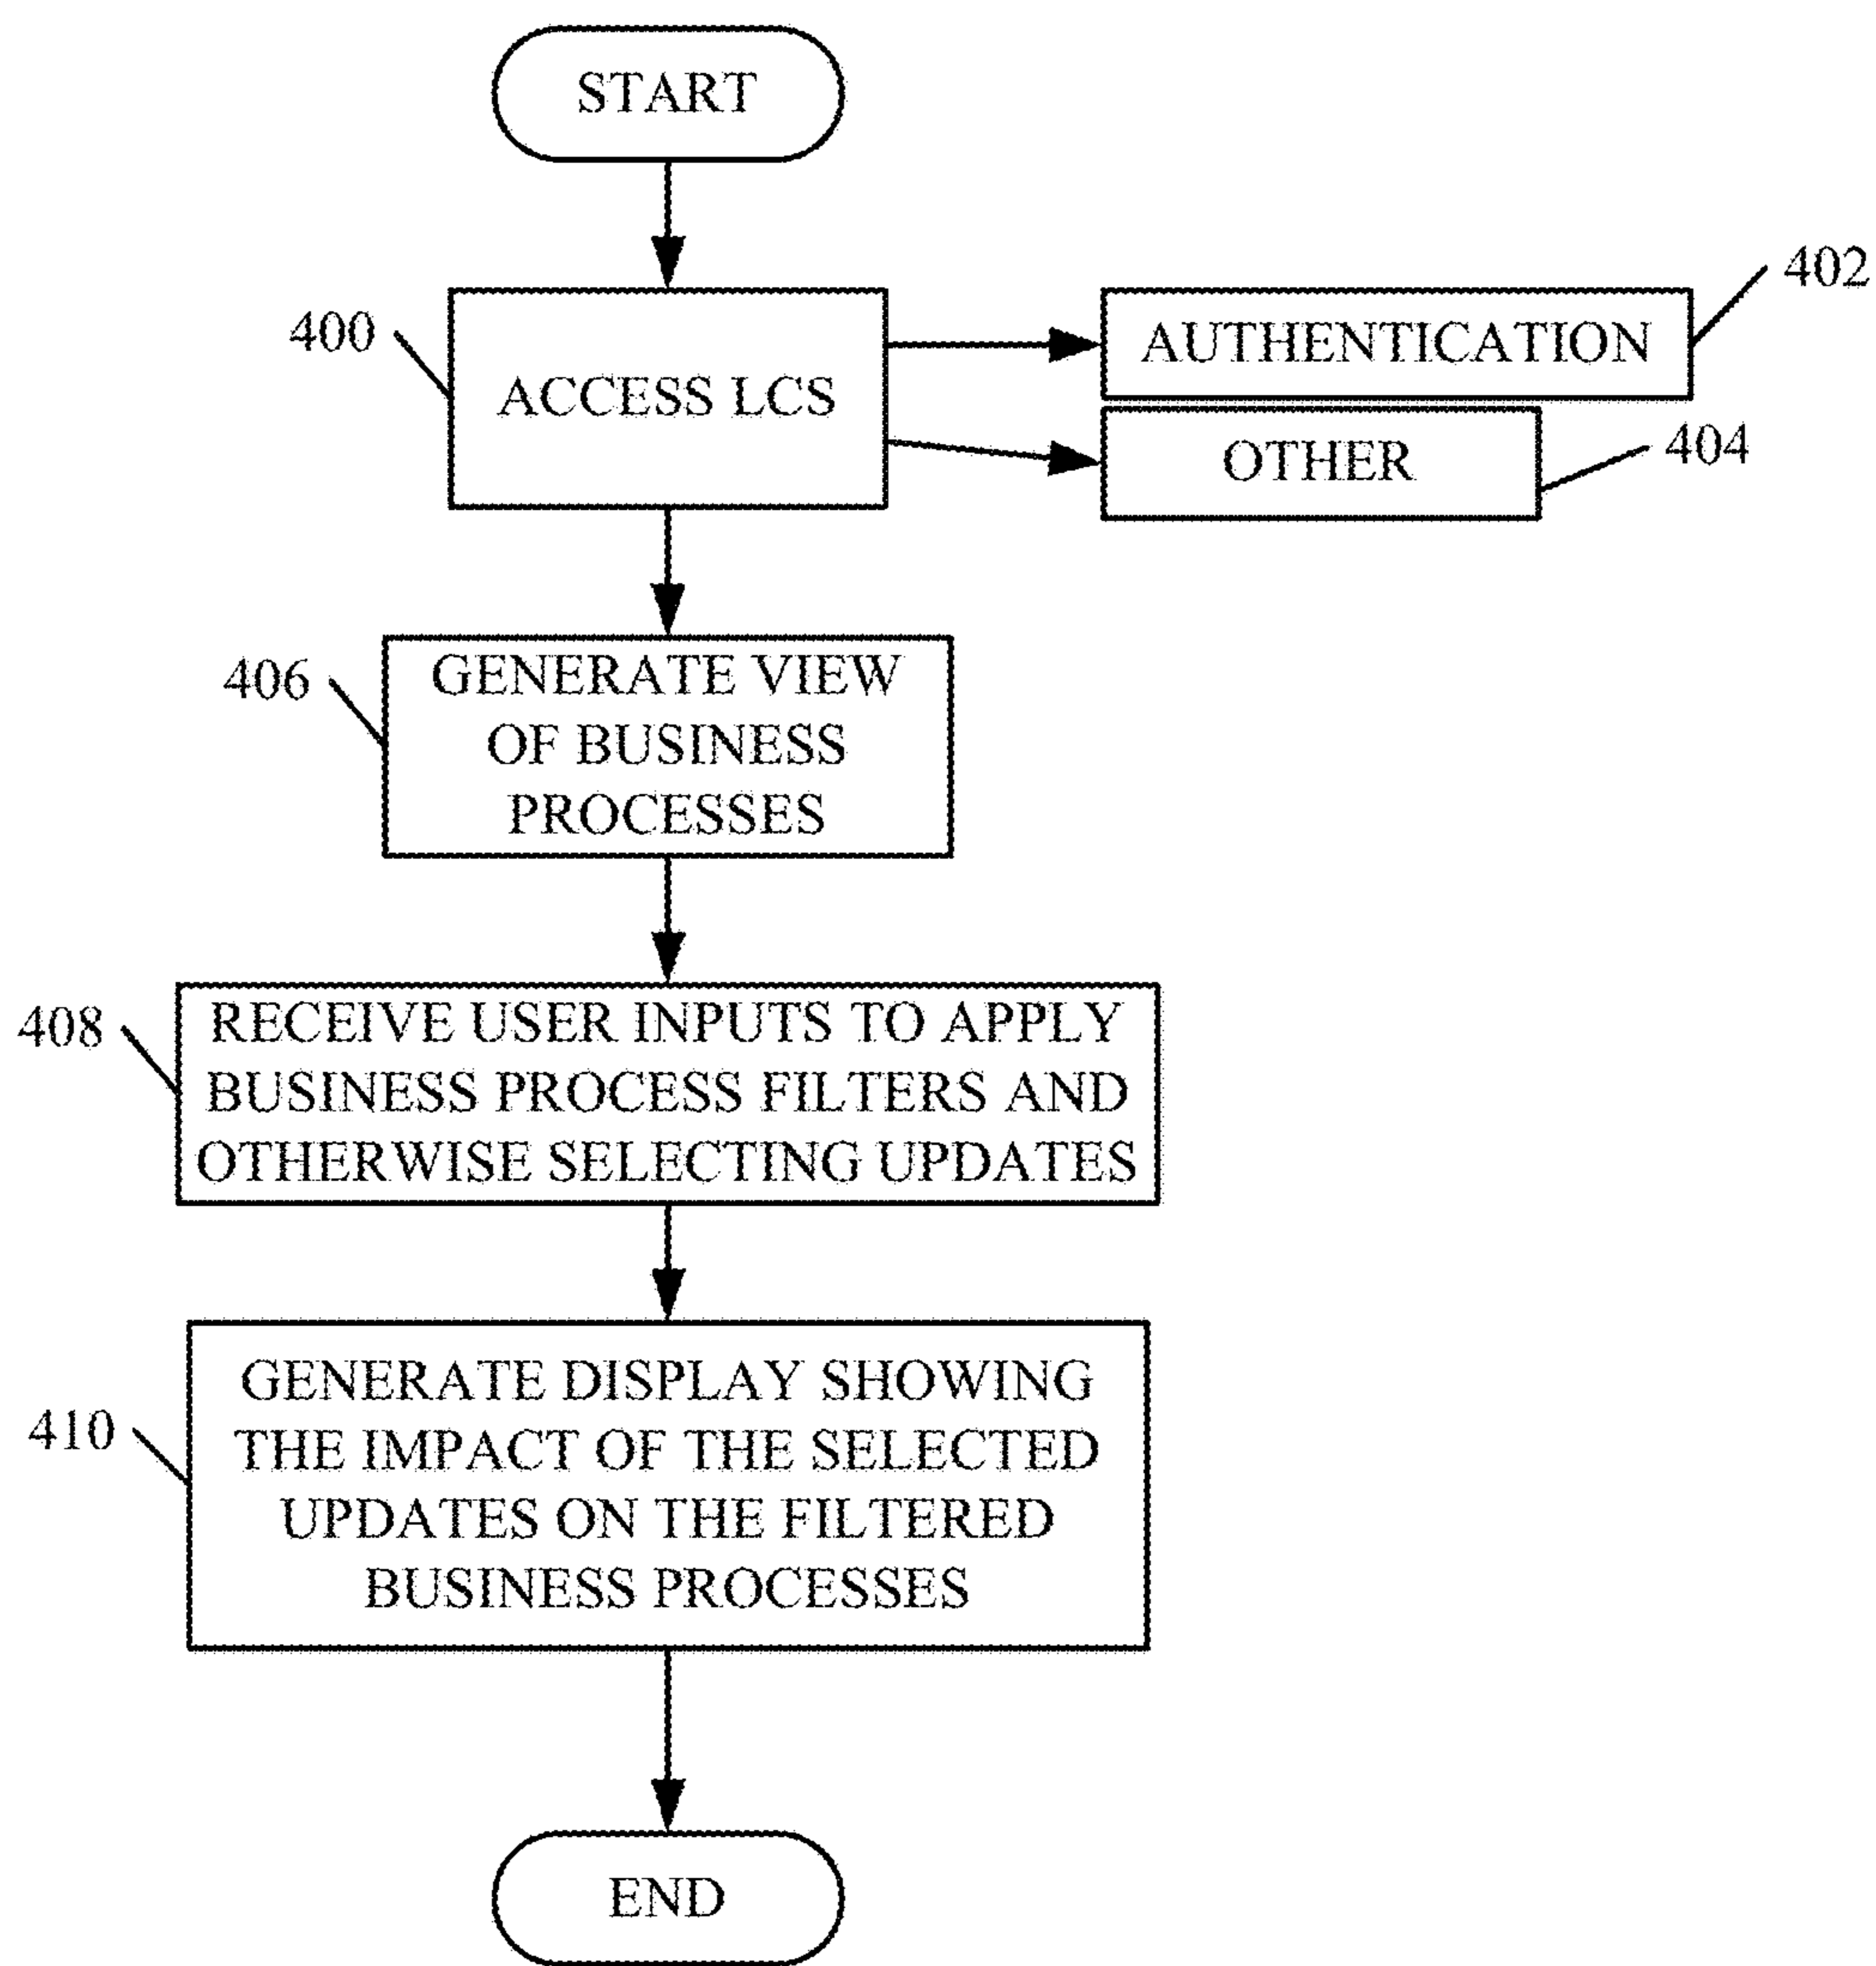 START
402
400
AUTHENTICATION
ACCESS LCS
OTHER
404
406
GENERATE VIEW
OF BUSINESS
PROCESSES
408
RECEIVE USER INPUTS TO APPLY
BUSINESS PROCESS FILTERS AND
OTHERWISE SELECTING UPDATES
410
GENERATE DISPLAY SHOWING
THE IMPACT OF THE SELECTED
UPDATES ON THE FILTERED
BUSINESS PROCESSES
END